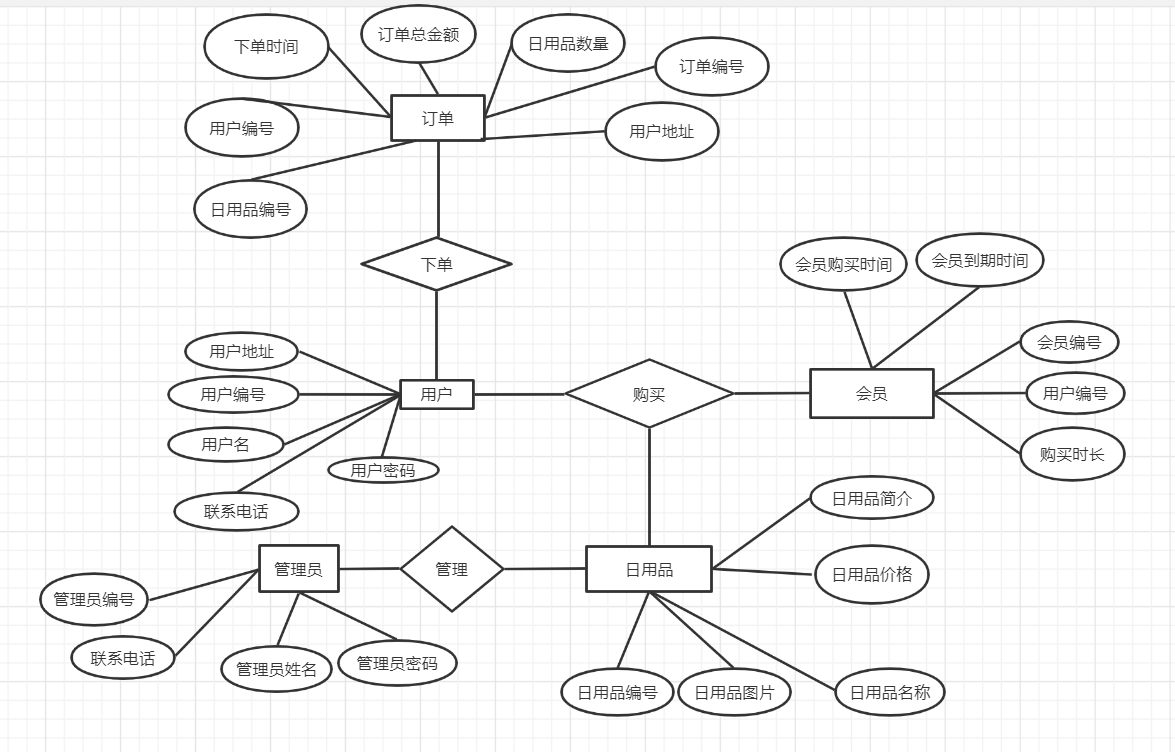 下单时间
订单总金额
日用品数量
订单编号
用户编号
订单
用户地址
日用品编号
下单
会员购买时间
会员到期时间
用户地址
用户编号
用户名
联系电话
用户密码
用户
购买
会员
会员编号
用户编号
购买时长
日用品简介
日用品价格
管理员
管理
日用品
管理员编号
联系电话
管理员姓名
管理员密码
日用品编号
日用品图片
日用品名称